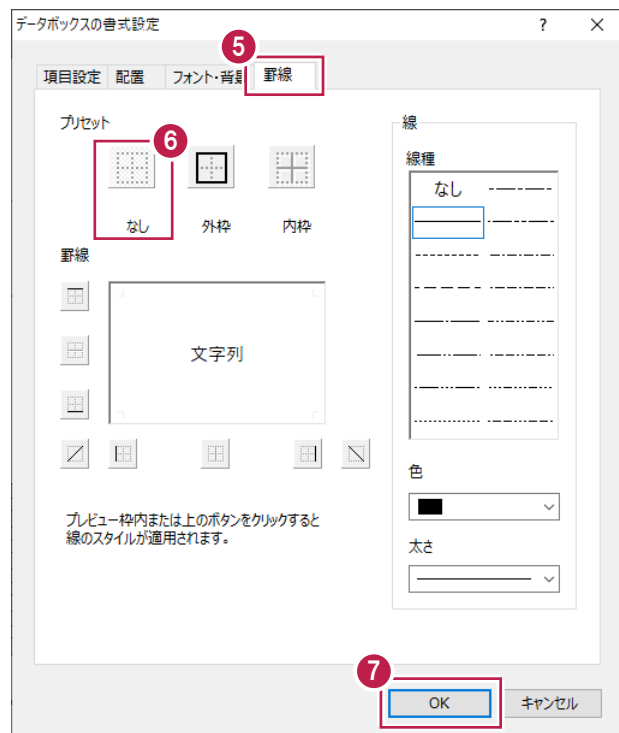 データボックスの書式設定
?
5
項目設定 配置 フォント・背景 罫線
プリセット
6
なし 外枠 内枠
罫線
文字列
プレビュー枠内または上のボタンをクリックすると
線のスタイルが適用されます。
線
線種
なし
色
太さ
7
OK キャンセル